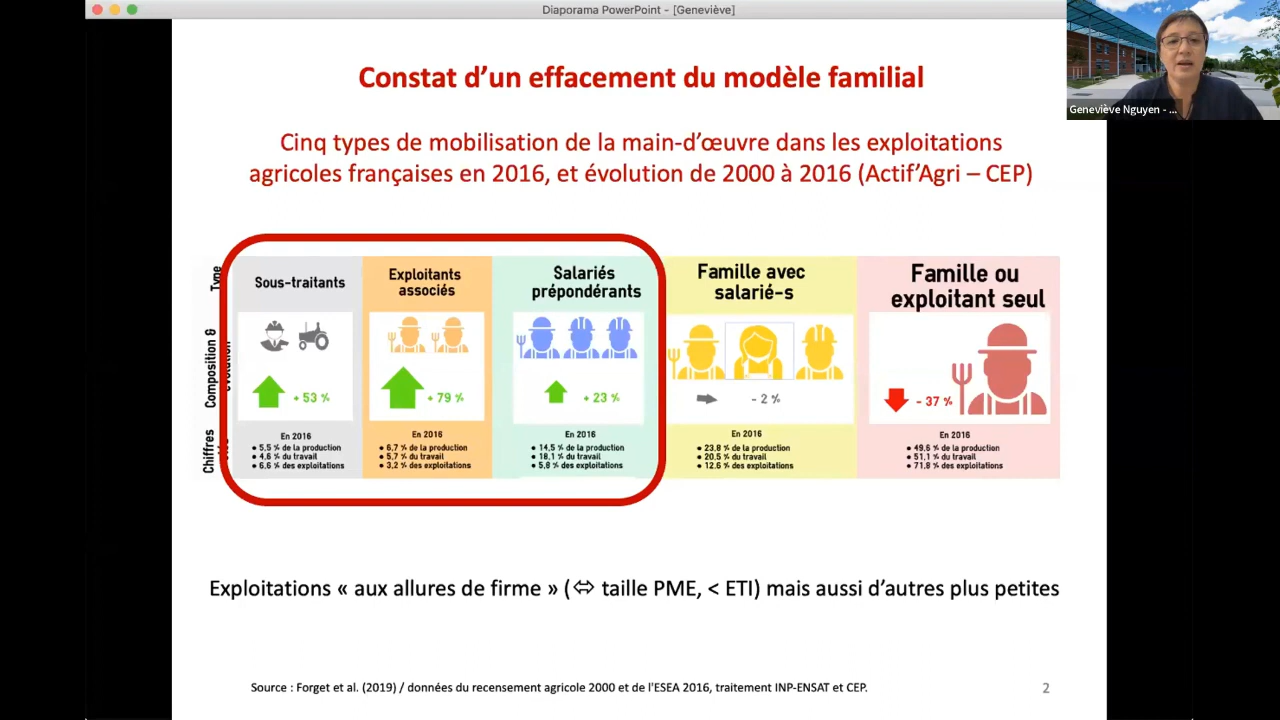 Diaporama PowerPoint - [Geneviève]
Geneviève Nguyen - ...
Constat d'un effacement du modèle familial
Cinq types de mobilisation de la main-d'œuvre dans les exploitations
agricoles françaises en 2016, et évolution de 2000 à 2016 (Actif'Agri – CEP)
Type
Sous-traitants
Exploitants
associés
Salariés
prépondérants
Famille avec
salarié-s
Famille ou
exploitant seul
Composition &
évolution
+ 53 %
+ 79 %
+ 23 %
- 2 %
- 37 %
Chiffres
En 2016
• 5,5 % de la production
• 4,6 % du travail
• 6,6 % des exploitations
En 2016
• 6,7 % de la production
• 5,7 % du travail
• 3,2 % des exploitations
En 2016
• 14,5 % de la production
• 18,1 % du travail
• 5,8 % des exploitations
En 2016
• 23,8 % de la production
• 20,5 % du travail
• 12,6 % des exploitations
En 2016
• 49,6 % de la production
• 51,1 % du travail
• 71,8 % des exploitations
Exploitations « aux allures de firme » (⇔ taille PME, < ETI) mais aussi d'autres plus petites
Source : Forget et al. (2019) / données du recensement agricole 2000 et de l'ESEA 2016, traitement INP-ENSAT et CEP.
2